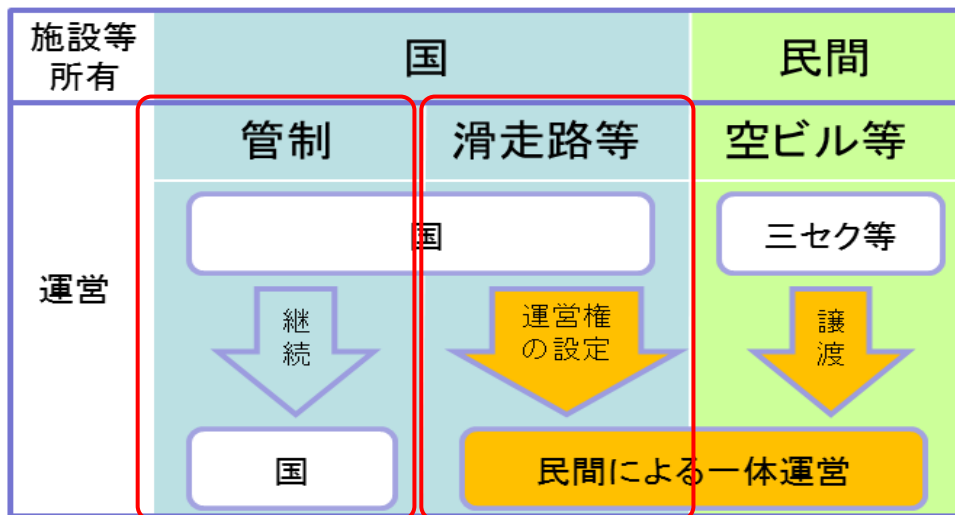 施設等
所有
国
民間
管制
滑走路等
空ビル等
運営
国
三セク等
継
続
運営権
の設定
譲
渡
国
民間による一体運営